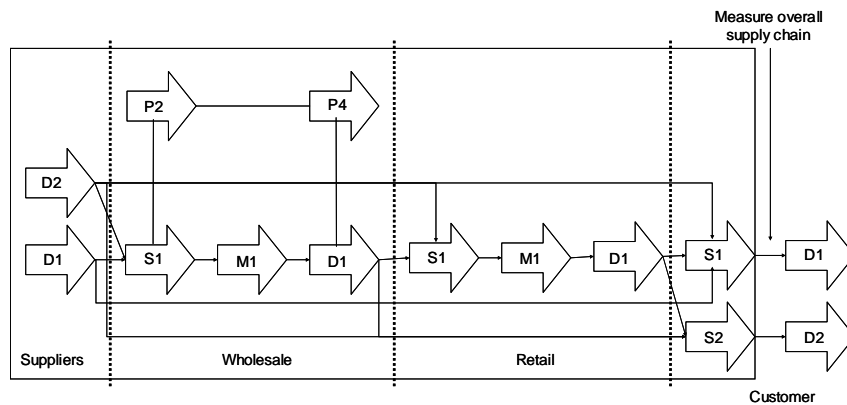 Measure overall
supply chain
P2
P4
D2
D1
S1
M1
D1
S1
M1
D1
S1
D1
S2
D2
Suppliers
Wholesale
Retail
Customer